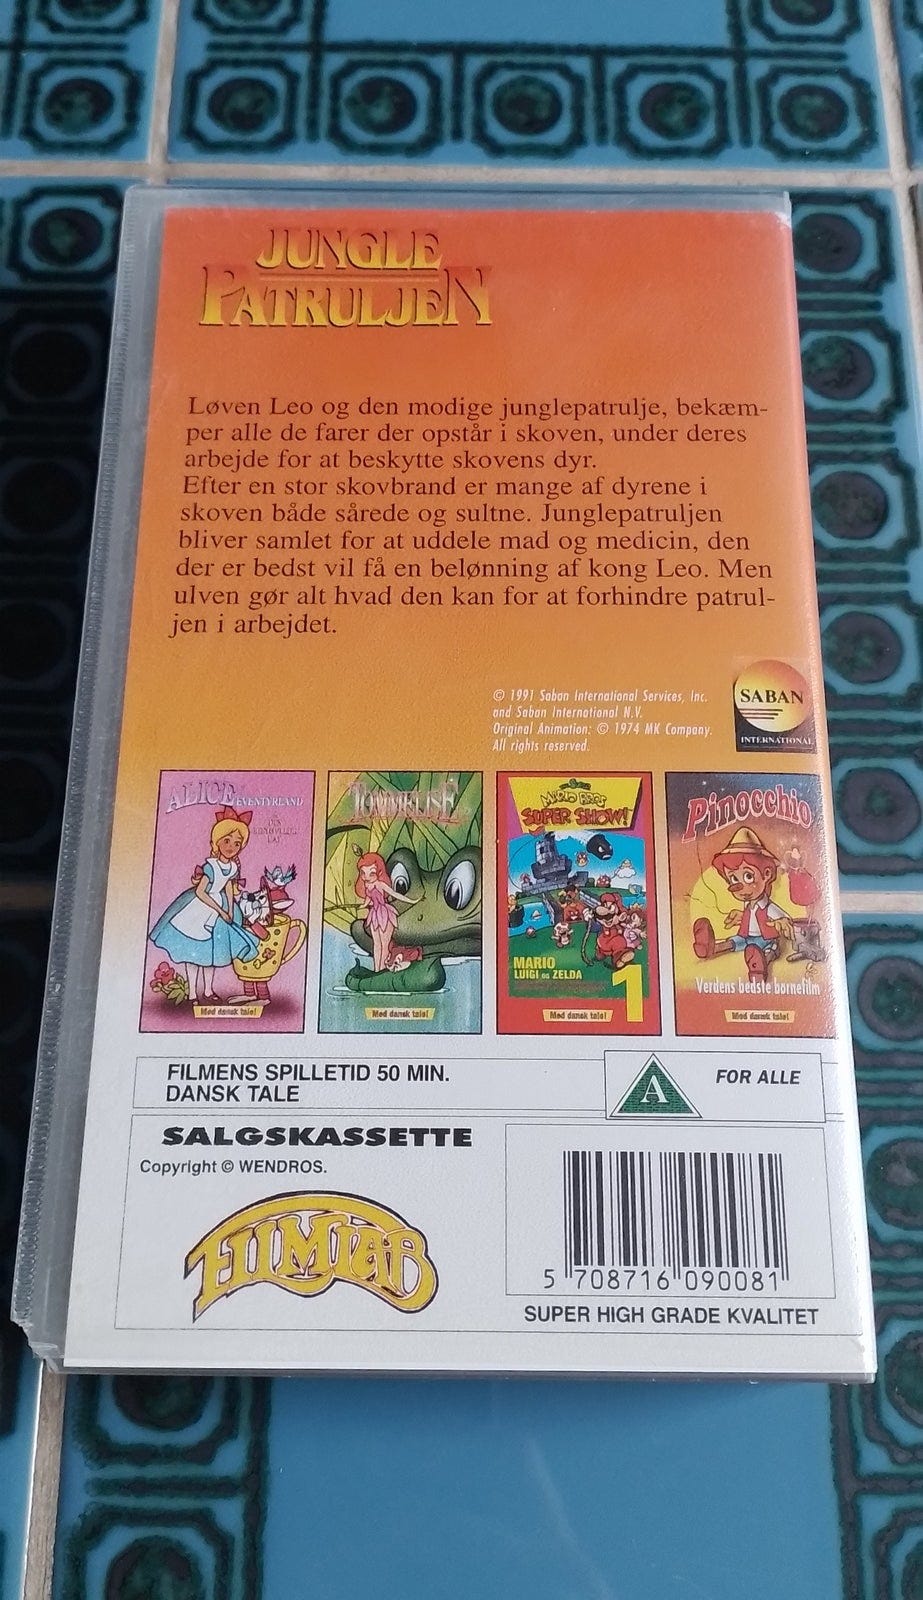 JUNGLE
PATRULJEN
Løven Leo og den modige junglepatrulje, bekæm-
per alle de farer der opstår i skoven, under deres
arbejde for at beskytte skovens dyr.
Efter en stor skovbrand er mange af dyrene i
skoven både sårede og sultne. Junglepatruljen
bliver samlet for at uddele mad og medicin, den
der er bedst vil få en belønning af kong Leo. Men
ulven gør alt hvad den kan for at forhindre patrul-
jen i arbejdet.
© 1991 Saban International Services, Inc.
and Saban International N.V.
Original Animation: © 1974 MK Company.
All rights reserved.
SABAN
INTERNATIONAL
ALICE EVENTYRLAND
Med dansk tale!
TOMMELISE
Med dansk tale!
MARIO BROS
SUPER SHOW!
MARIO
LUIGI OG ZELDA
1
Med dansk tale!
Pinocchio
Verdens bedste børnefilm
Med dansk tale!
FILMENS SPILLETID 50 MIN.
DANSK TALE
A
FOR ALLE
SALGSKASSETTE
Copyright © WENDROS.
FILMLAB
5 708716 090081
SUPER HIGH GRADE KVALITET